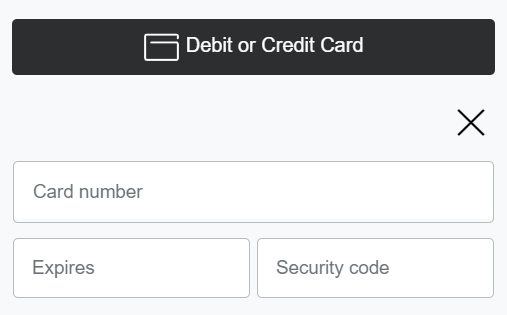 Debit or Credit Card
Card number
Expires
Security code